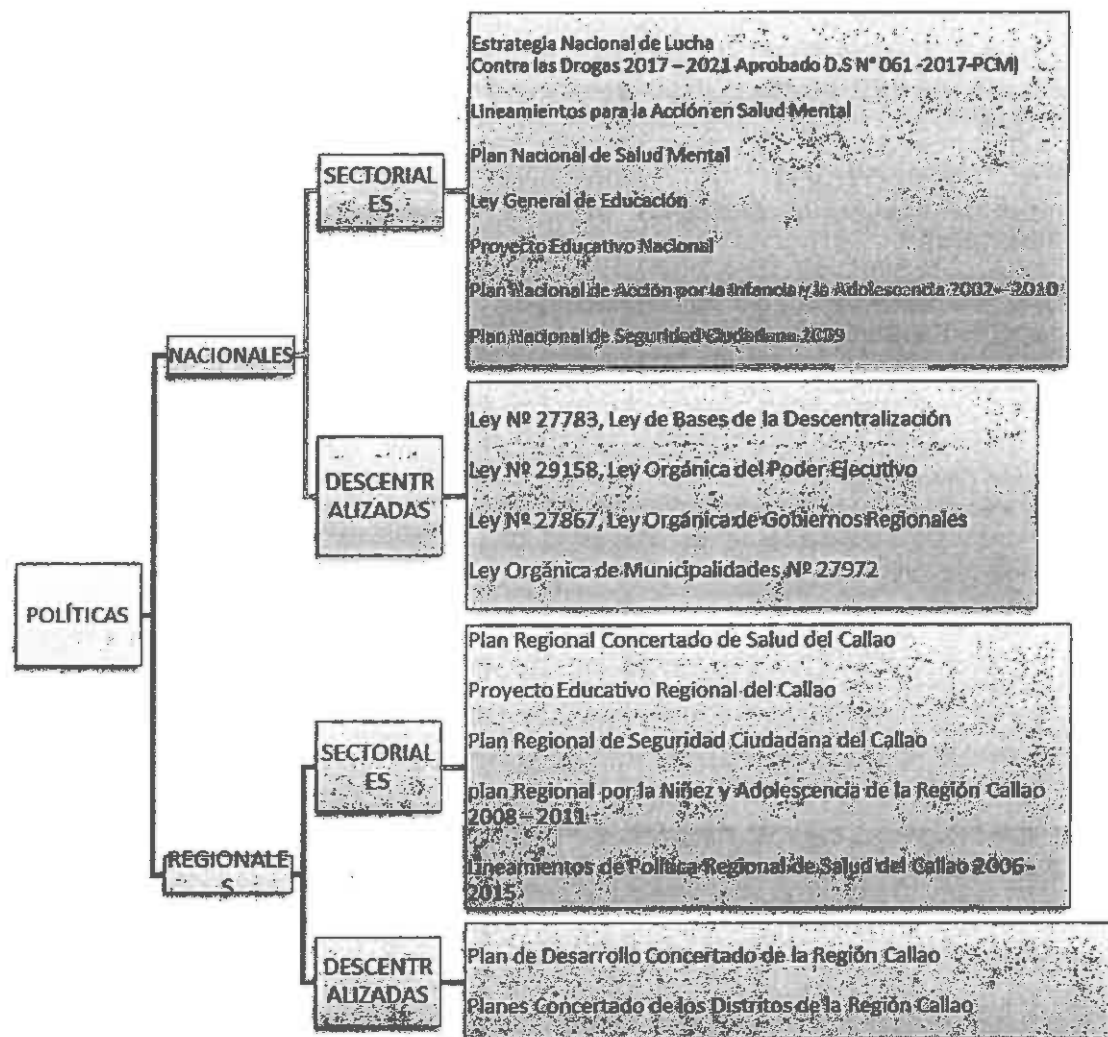 POLÍTICAS
NACIONALES
SECTORIAL
ES
Estrategia Nacional de Lucha
Contra las Drogas 2017 – 2021 Aprobado D.S N° 061 -2017-PCM)
Lineamientos para la Acción en Salud Mental
Plan Nacional de Salud Mental
Ley General de Educación
Proyecto Educativo Nacional
Plan Nacional de Acción por la Infancia y la Adolescencia 2002 – 2010
Plan Nacional de Seguridad Ciudadana 2009
DESCENTR
ALIZADAS
Ley Nº 27783, Ley de Bases de la Descentralización
Ley Nº 29158, Ley Orgánica del Poder Ejecutivo
Ley Nº 27867, Ley Orgánica de Gobiernos Regionales
Ley Orgánica de Municipalidades Nº 27972
REGIONALE
S
SECTORIAL
ES
Plan Regional Concertado de Salud del Callao
Proyecto Educativo Regional del Callao
Plan Regional de Seguridad Ciudadana del Callao
plan Regional por la Niñez y Adolescencia de la Región Callao
2008 – 2011
Lineamientos de Política Regional de Salud del Callao 2006 –
2015
DESCENTR
ALIZADAS
Plan de Desarrollo Concertado de la Región Callao
Planes Concertado de los Distritos de la Región Callao